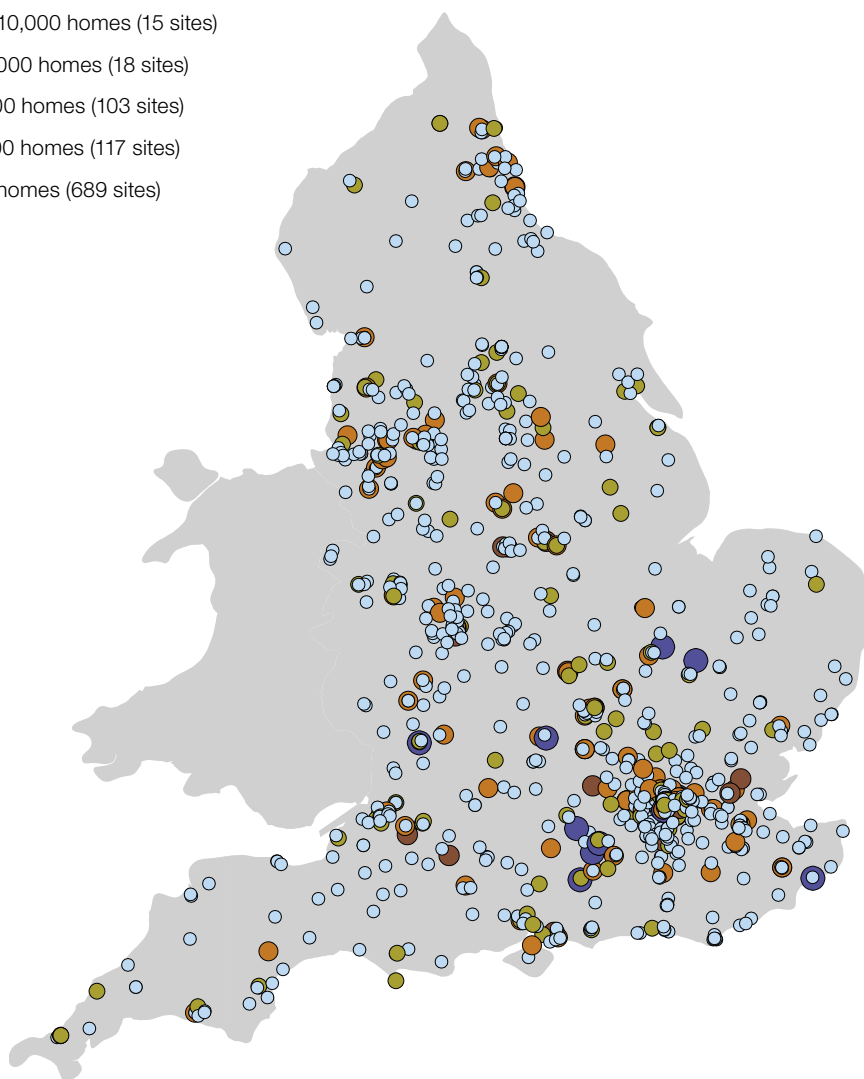 10,000 homes (15 sites)
000 homes (18 sites)
00 homes (103 sites)
00 homes (117 sites)
homes (689 sites)